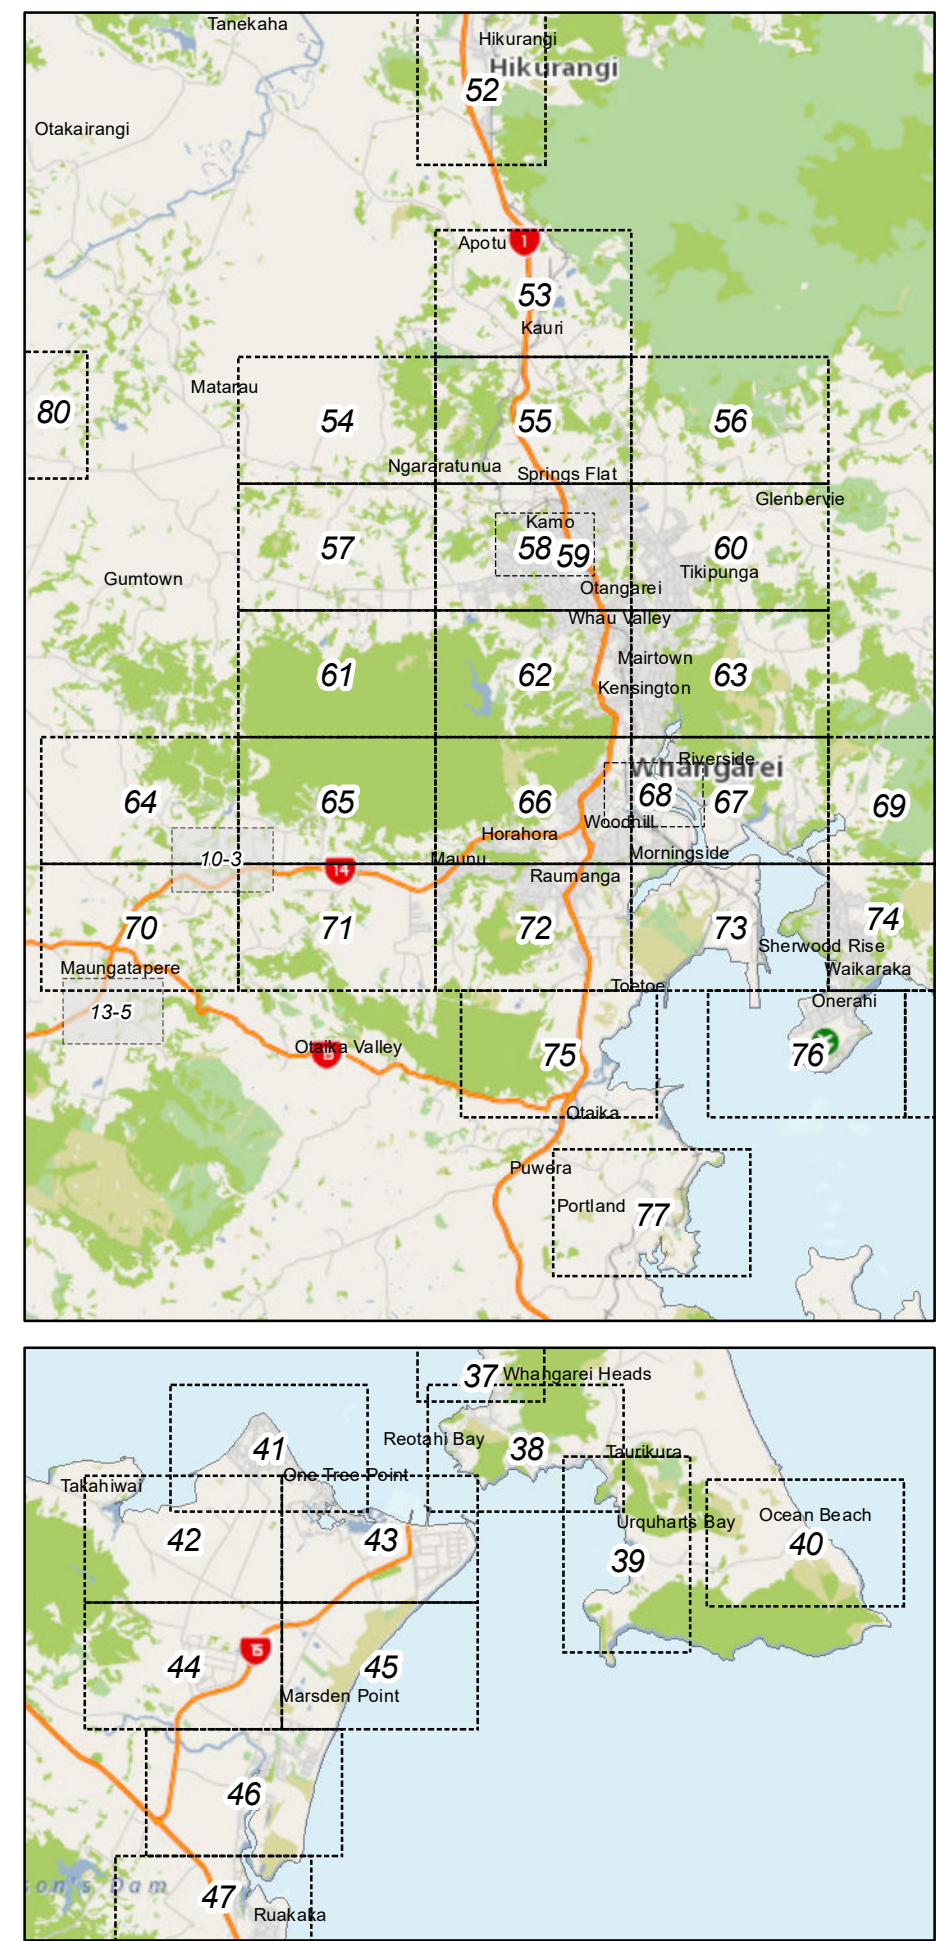 Tanekaha
Hikurangi
Hikurangi
52
Otakairangi
Apotu
1
53
Kauri
Matarau
80
54
55
56
Ngararatunua
Springs Flat
Glenbervie
Kamo
57
58
59
60
Tikipunga
Gumtown
Otangarei
Whau Valley
Mairtown
61
62
Kensington
63
Riverside
Whangarei
64
65
66
68
67
69
Woodhill
Horahora
Morningside
10-3
Maunu
14
Raumanga
70
71
72
73
74
Sherwood Rise
Maungatapere
Waikaraka
Toetoe
Onerahi
13-5
Otaika Valley
15
75
76
Otaika
Puwera
Portland
77
37
Whangarei Heads
Reotahi Bay
41
38
Taurikura
One Tree Point
Takahiwai
Ocean Beach
Urquharts Bay
42
43
40
39
15
44
45
Marsden Point
46
son's Dam
47
Ruakaka